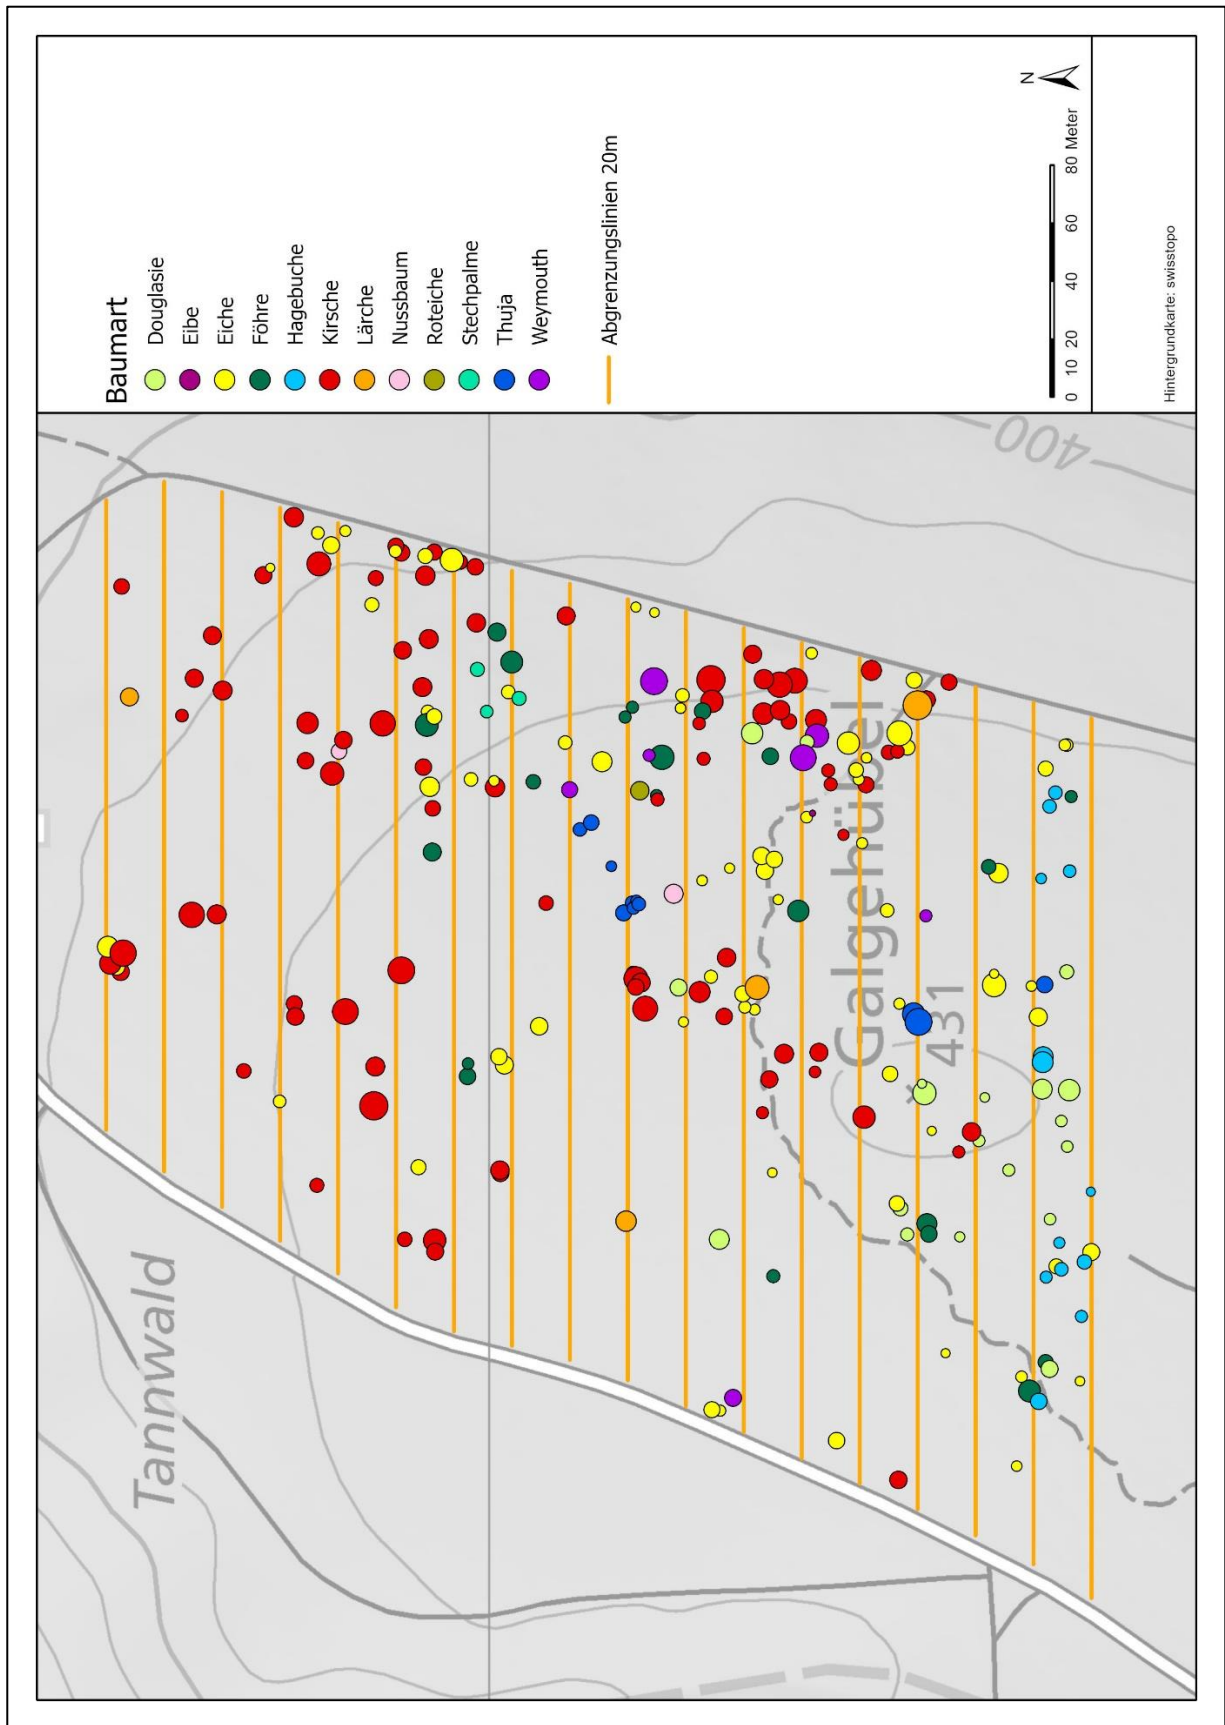 Baumart
Douglasie
Eibe
Eiche
Föhre
Hagebuche
Kirsche
Lärche
Nussbaum
Roteiche
Stechpalme
Thuja
Weymouth
Abgrenzungslinien 20m
N
0 10 20 40 60 80 Meter
Hintergrundkarte: swisstopo
Tannwald
Galgehübel
431
400